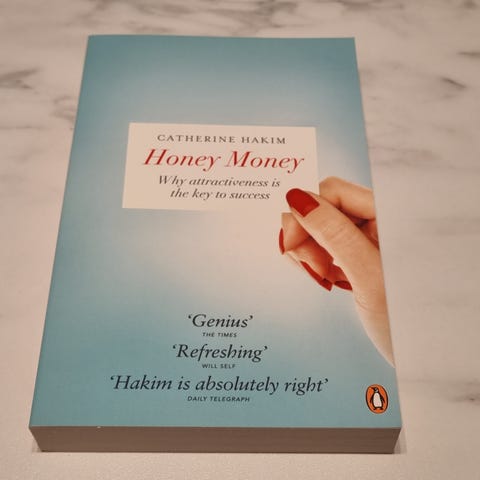 CATHERINE HAKIM
Honey Money
Why attractiveness is
the key to success
'Genius'
THE TIMES
'Refreshing'
WILL SELF
'Hakim is absolutely right'
DAILY TELEGRAPH